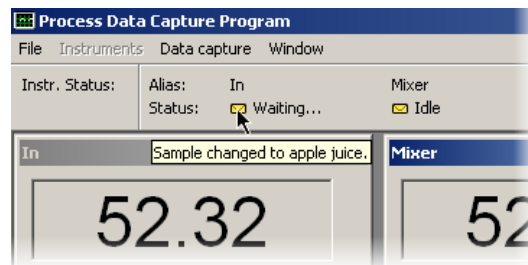 Process Data Capture Program
File Instruments Data capture Window
Instr. Status: Alias: In Mixer
Status: Waiting... Idle
In Sample changed to apple juice. Mixer
52.32 52